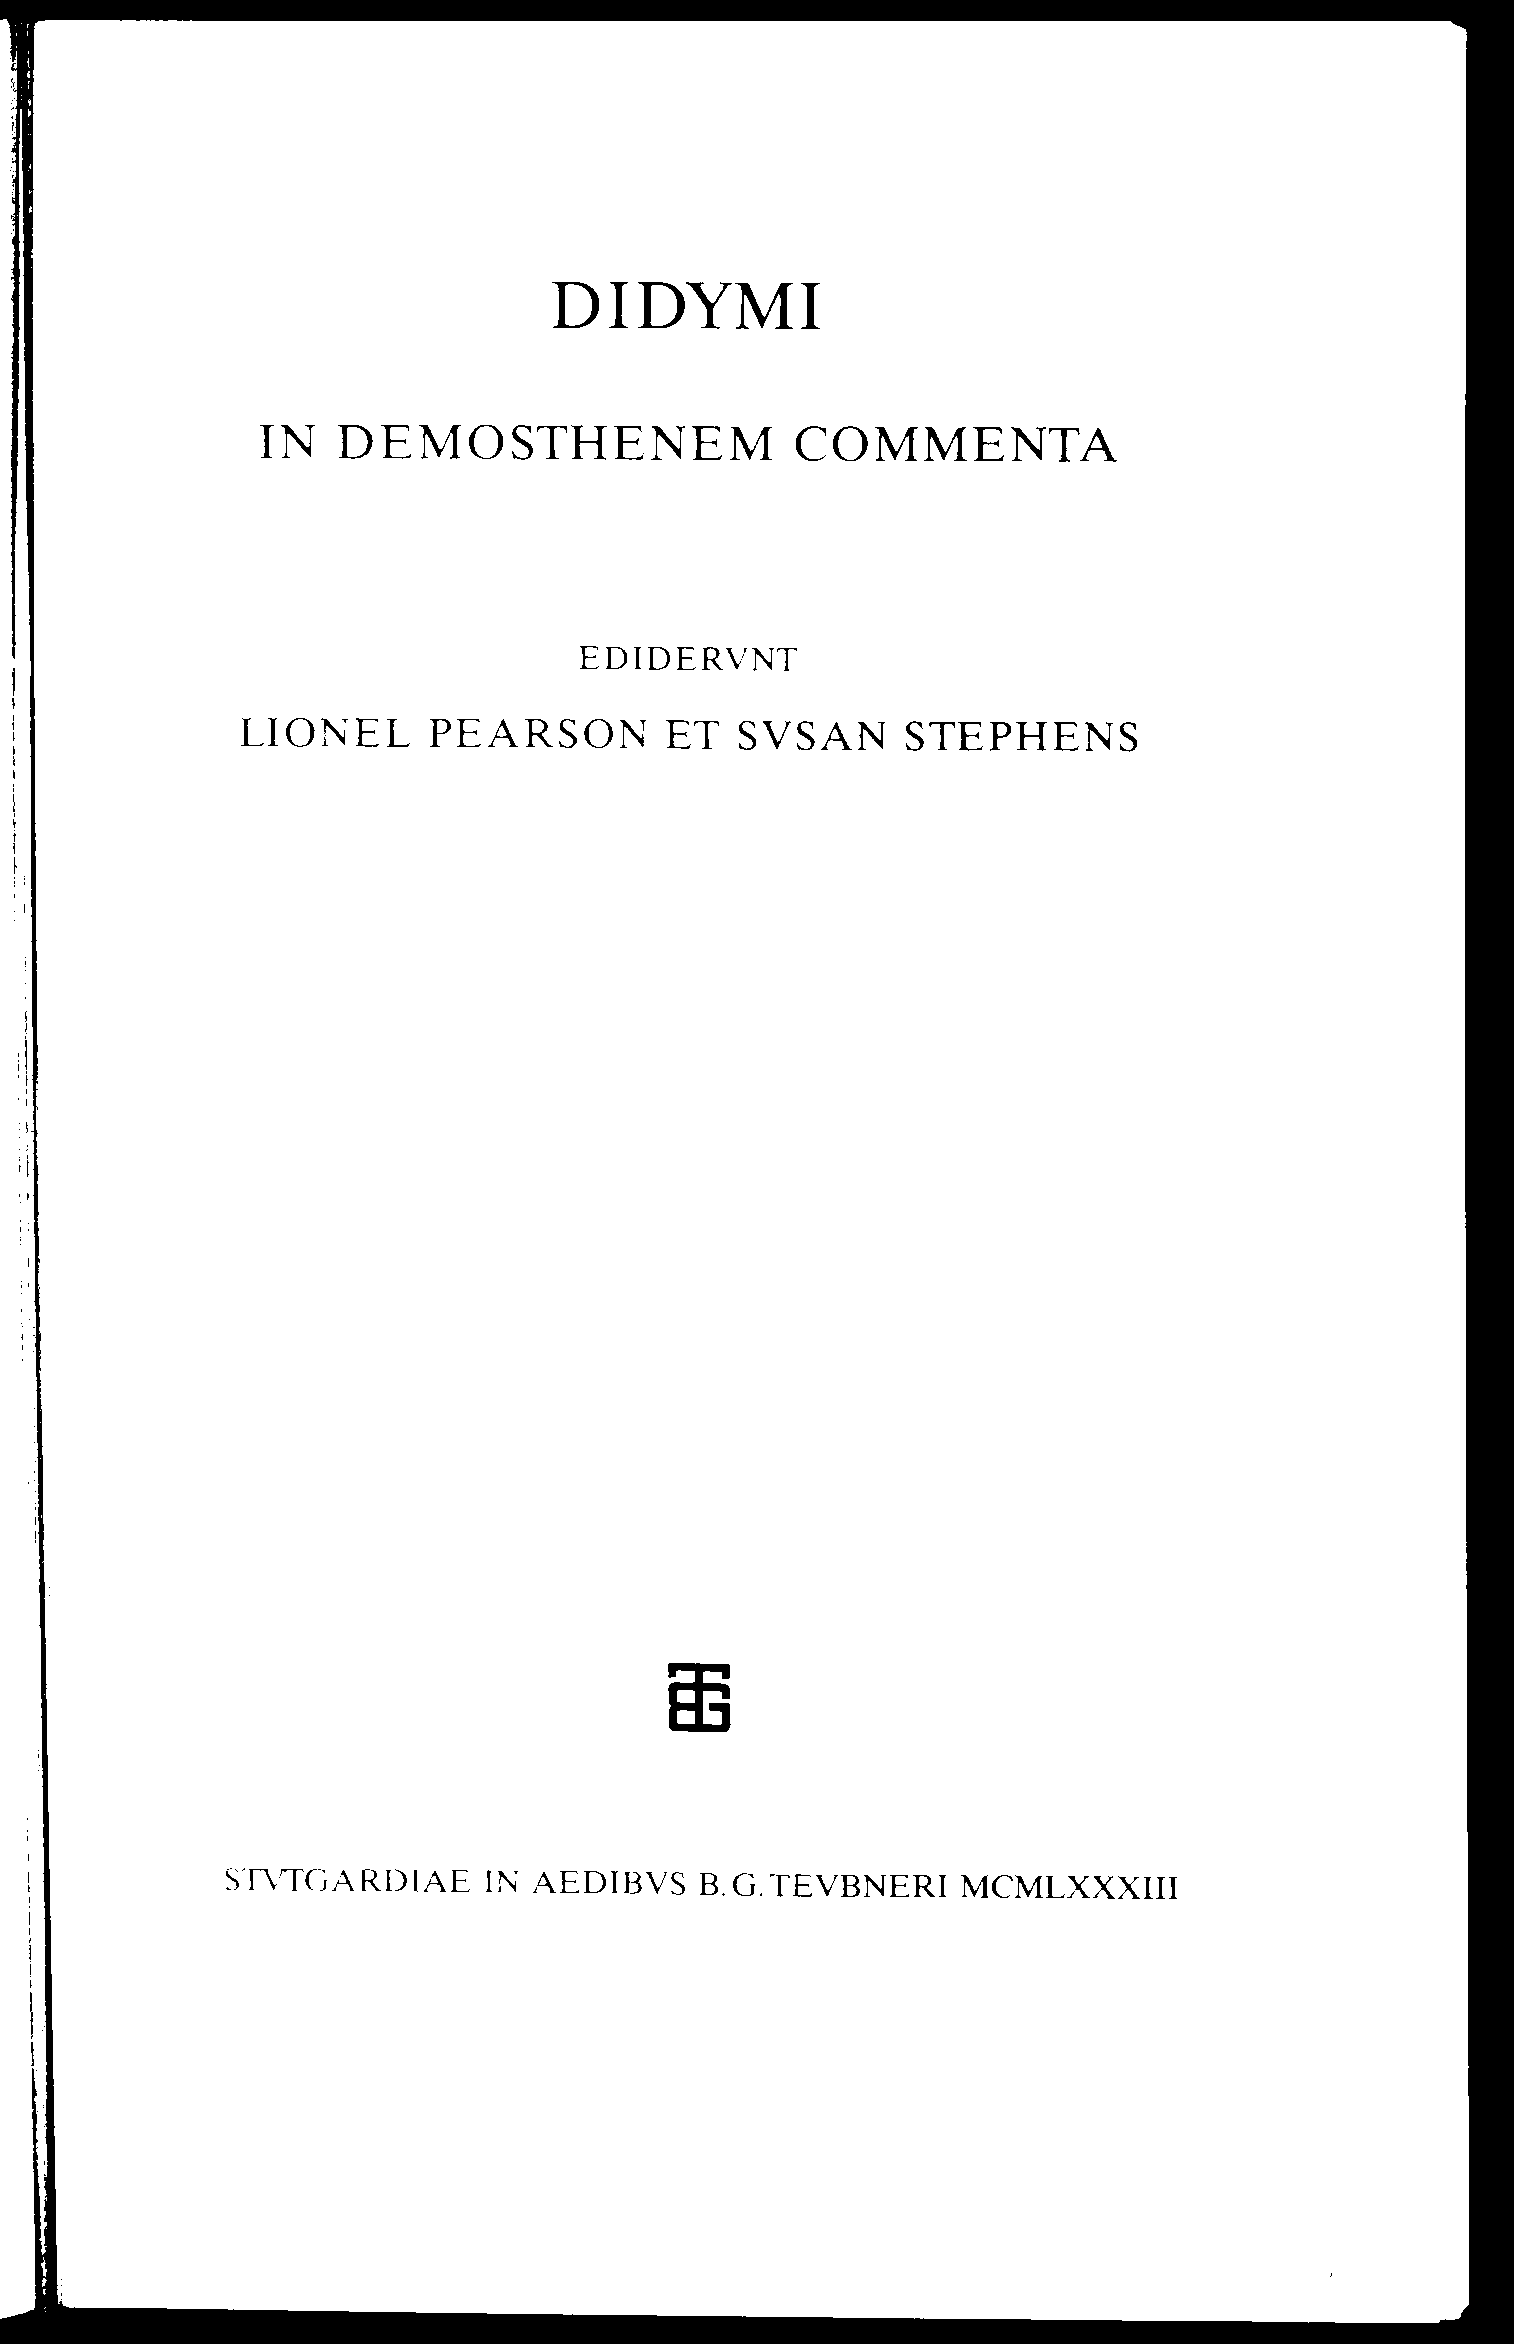 DIDYMI
IN DEMOSTHENEM COMMENTA
EDIDERVNT
LIONEL PEARSON ET SVSAN STEPHENS
STVTGARDIAE IN AEDIBVS B.G.TEVBNERI MCMLXXXIII